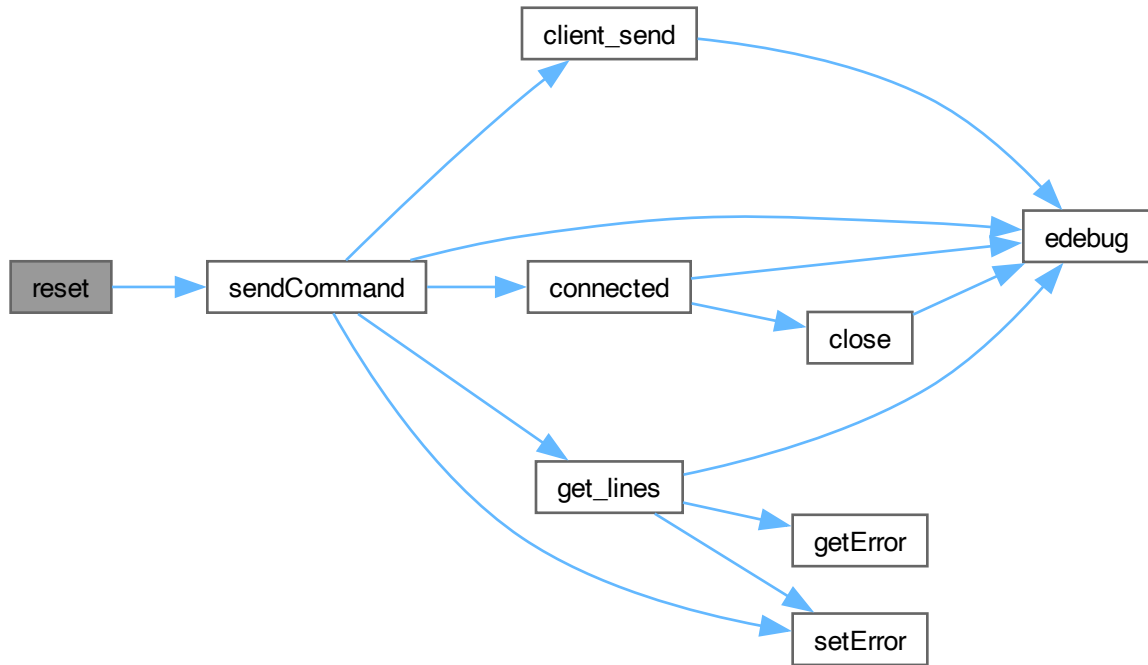 client_send
edebug
reset
sendCommand
connected
close
get_lines
getError
setError